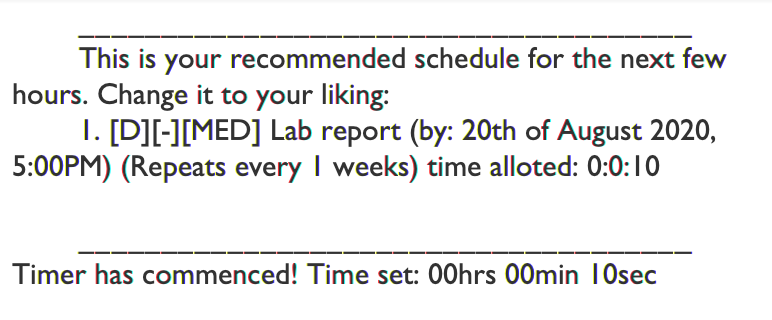 ____________________________________
This is your recommended schedule for the next few
hours. Change it to your liking:
1. [D][-][MED] Lab report (by: 20th of August 2020,
5:00PM) (Repeats every 1 weeks) time alloted: 0:0:10
____________________________________
Timer has commenced! Time set: 00hrs 00min 10sec